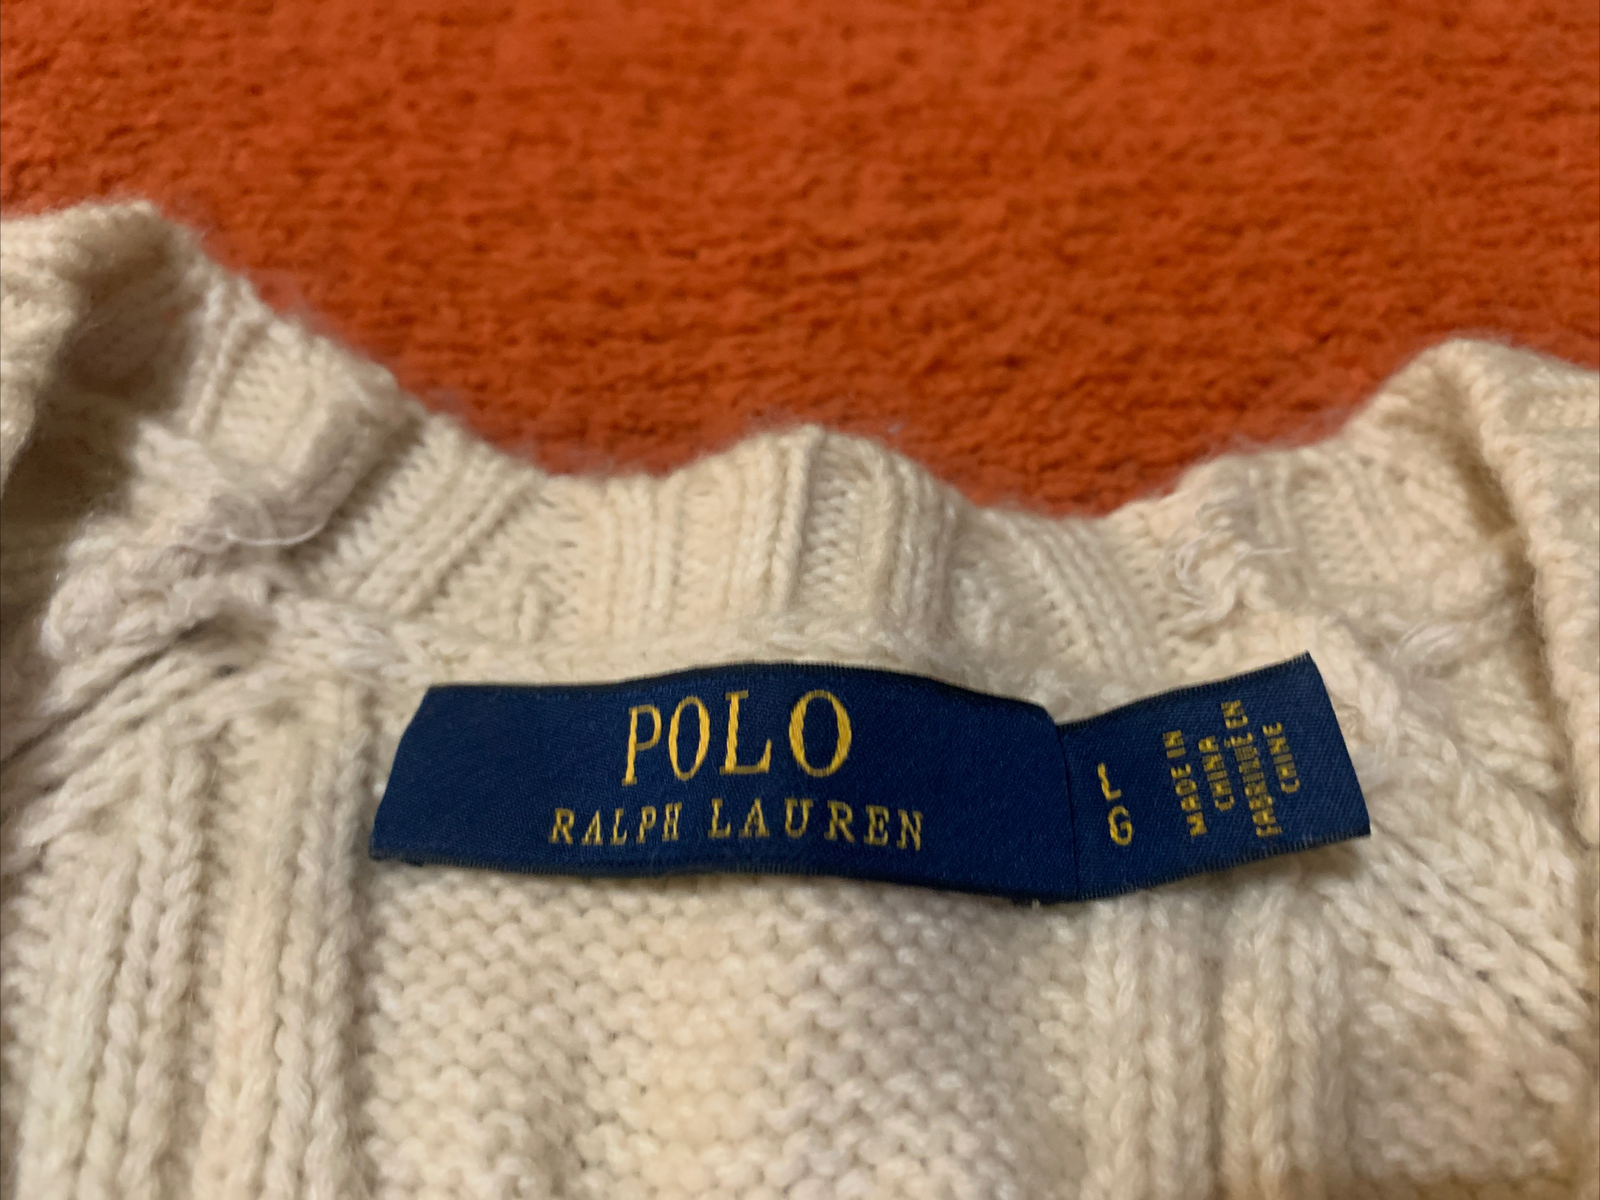 POLO
RALPH LAUREN
L
G
MADE IN
CHINA
FABRIQUÉ EN
CHINE